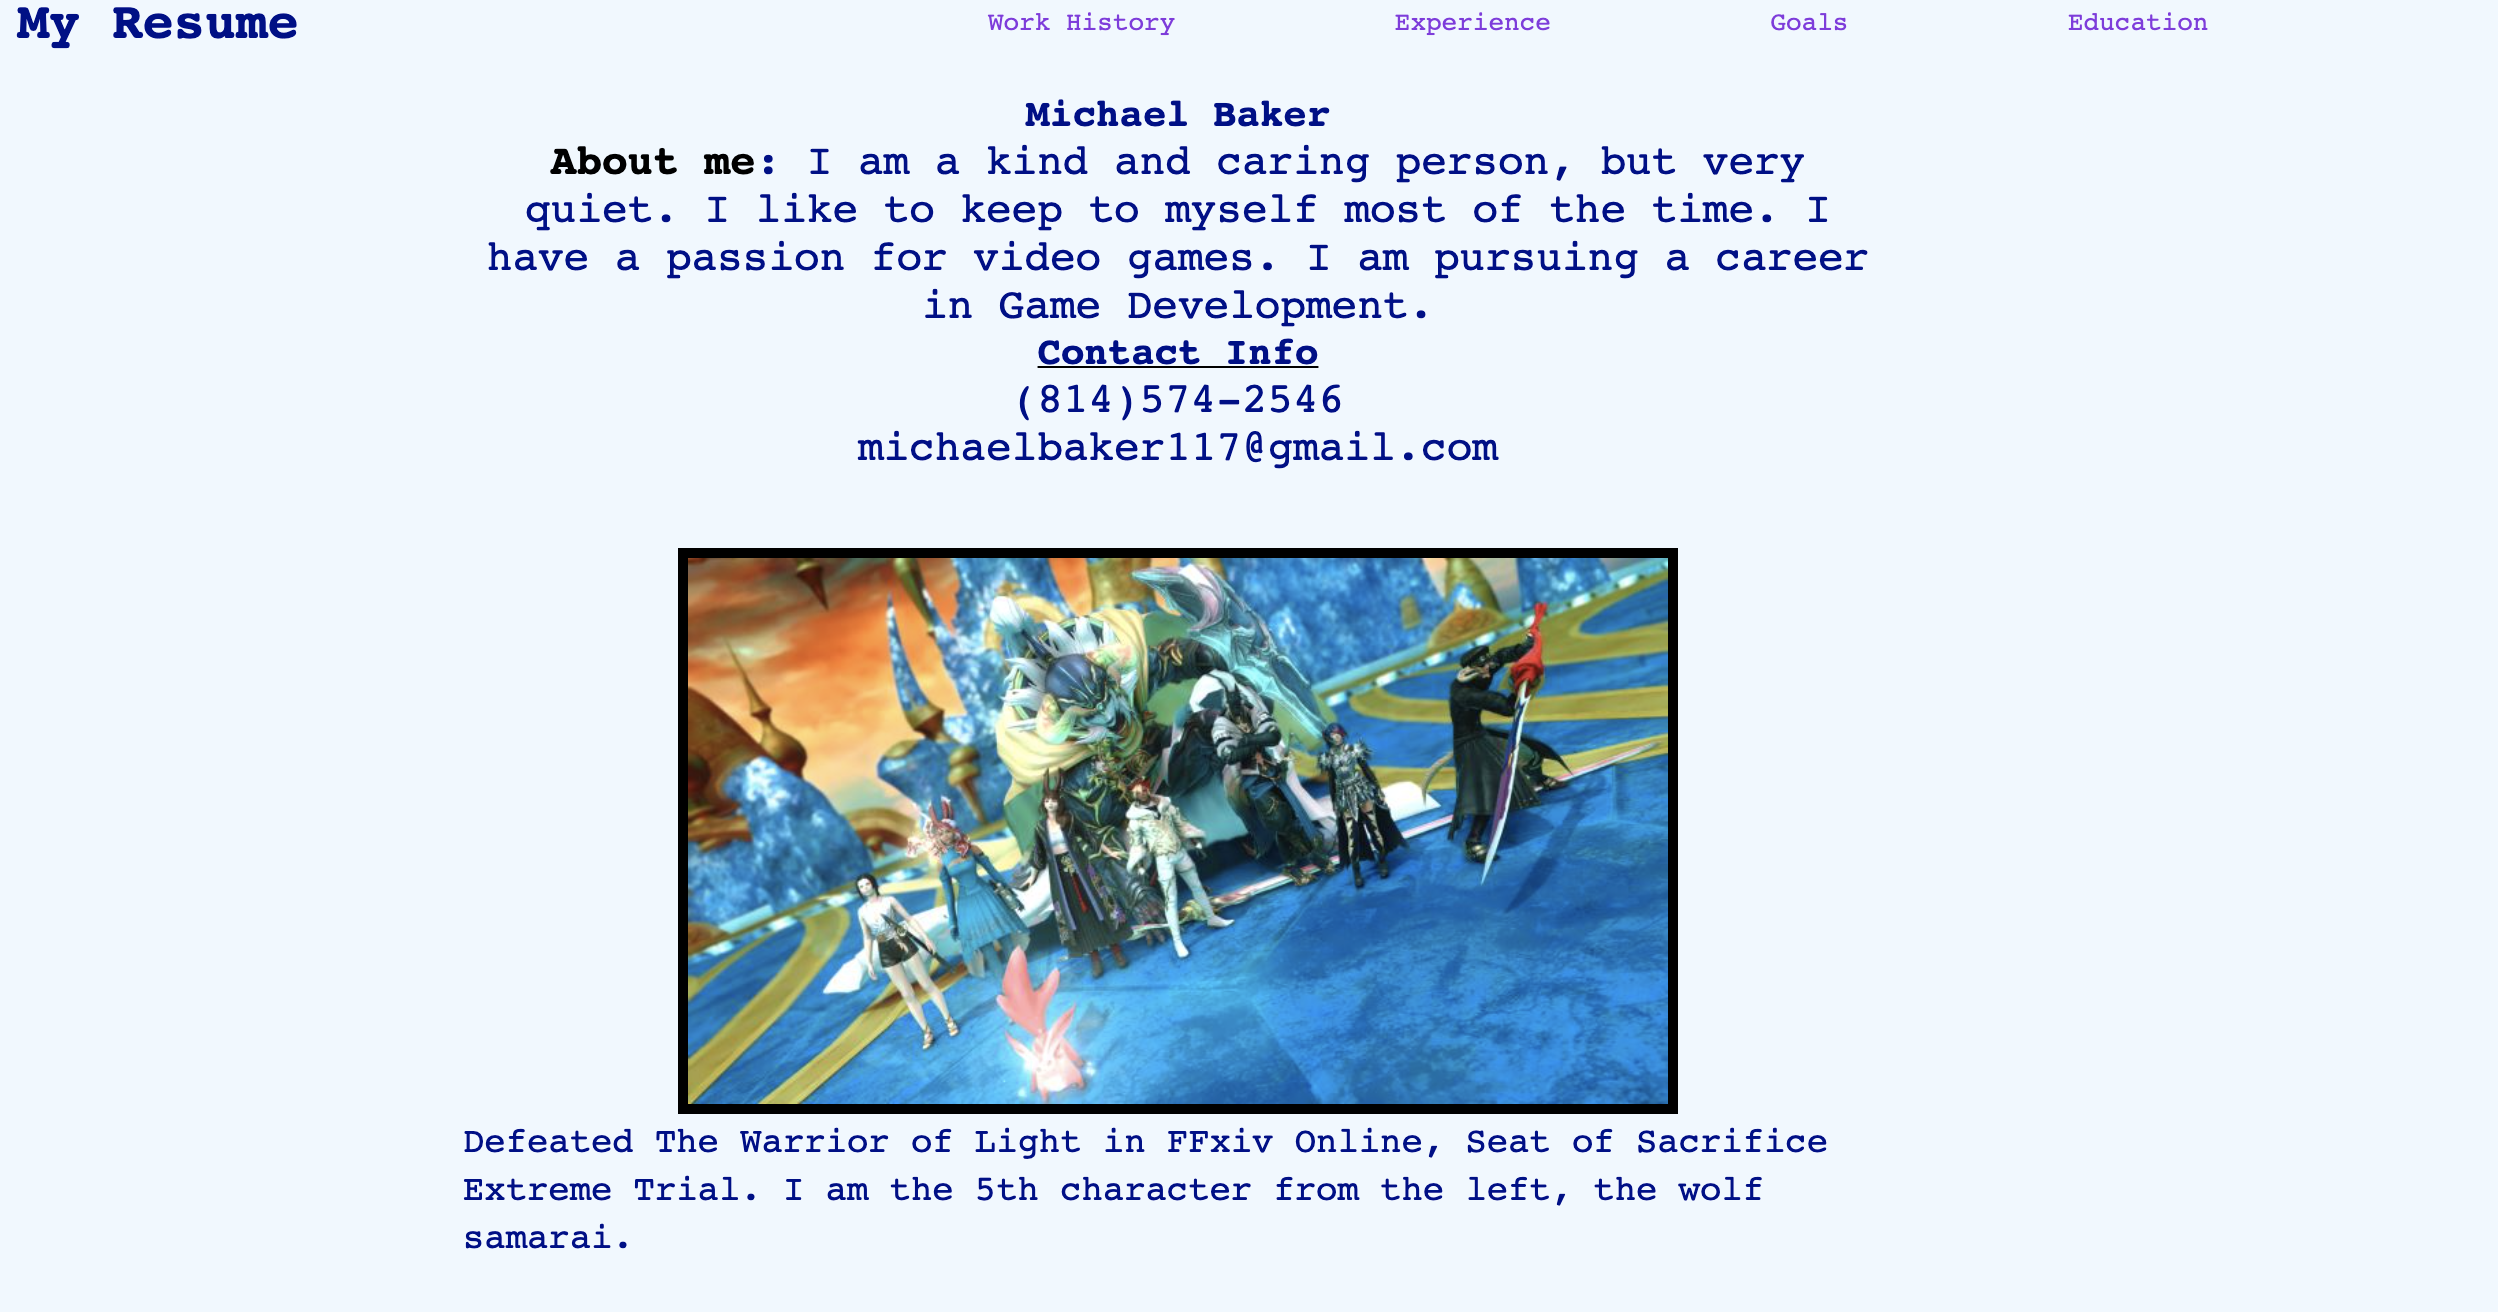 My Resume
Work History
Experience
Goals
Education
Michael Baker
About me: I am a kind and caring person, but very
quiet. I like to keep to myself most of the time. I
have a passion for video games. I am pursuing a career
in Game Development.
Contact Info
(814)574-2546
michaelbaker117@gmail.com
Defeated The Warrior of Light in FFxiv Online, Seat of Sacrifice
Extreme Trial. I am the 5th character from the left, the wolf
samarai.